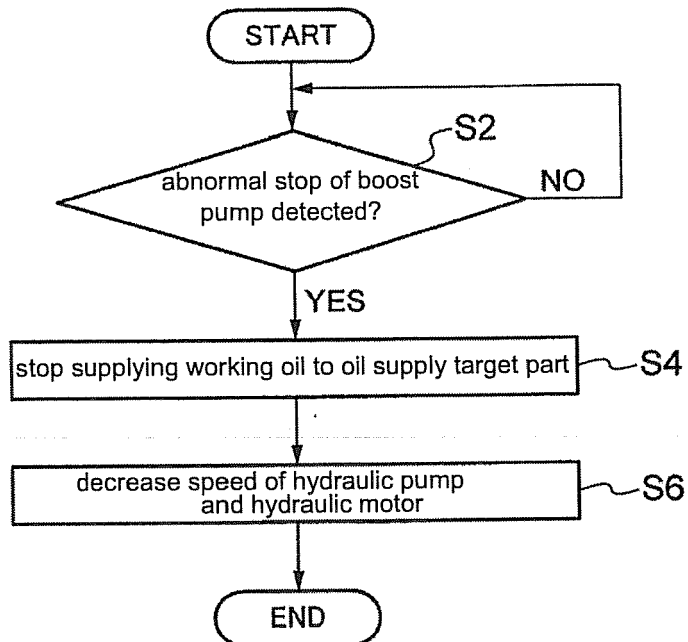 START
S2
abnormal stop of boost
pump detected?
NO
YES
stop supplying working oil to oil supply target part
S4
decrease speed of hydraulic pump
and hydraulic motor
S6
END